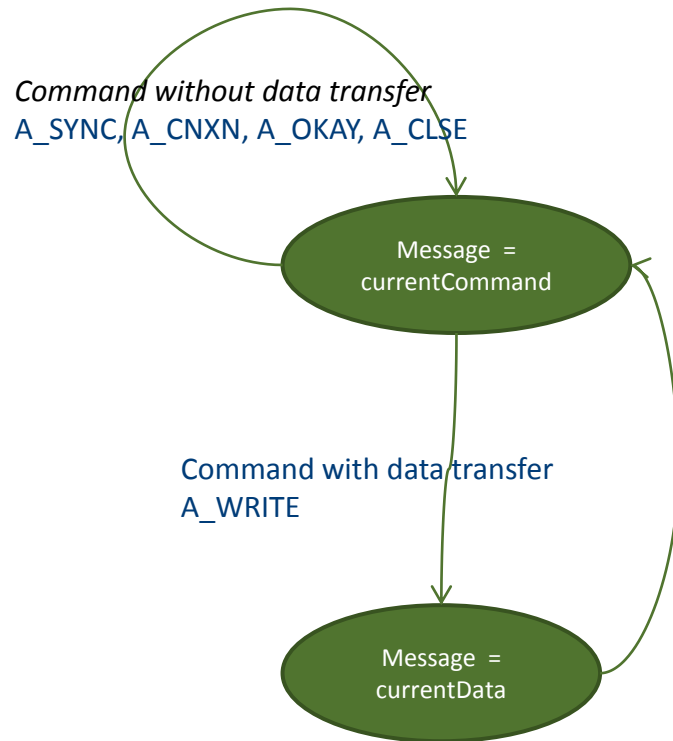 Command without data transfer
A_SYNC, A_CNXN, A_OKAY, A_CLSE
Message =
currentCommand
Command with data transfer
A_WRITE
Message =
currentData